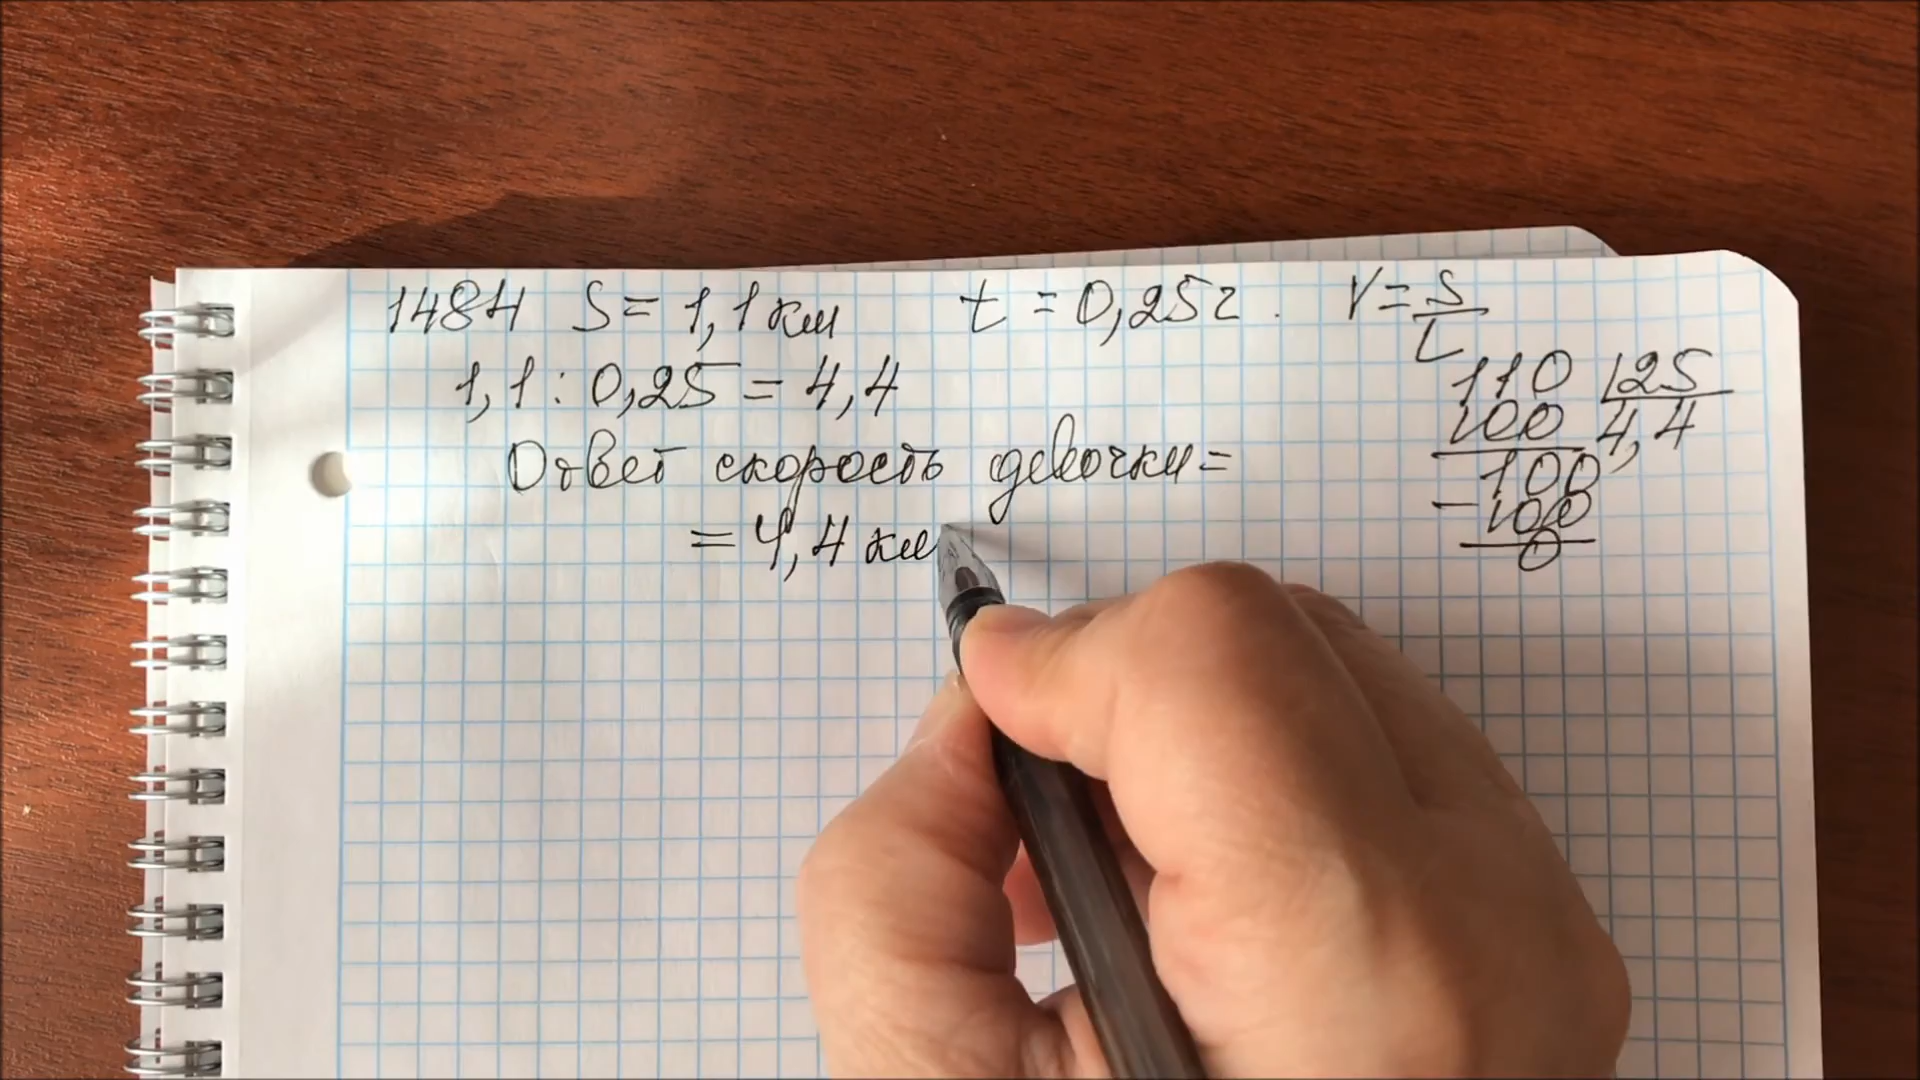 1484 S = 1,1 км t = 0,25 г. V = S/t
1,1 : 0,25 = 4,4
Ответ скорость девочки =
= 4,4 км
110 25
100 4,4
100
- 100
0